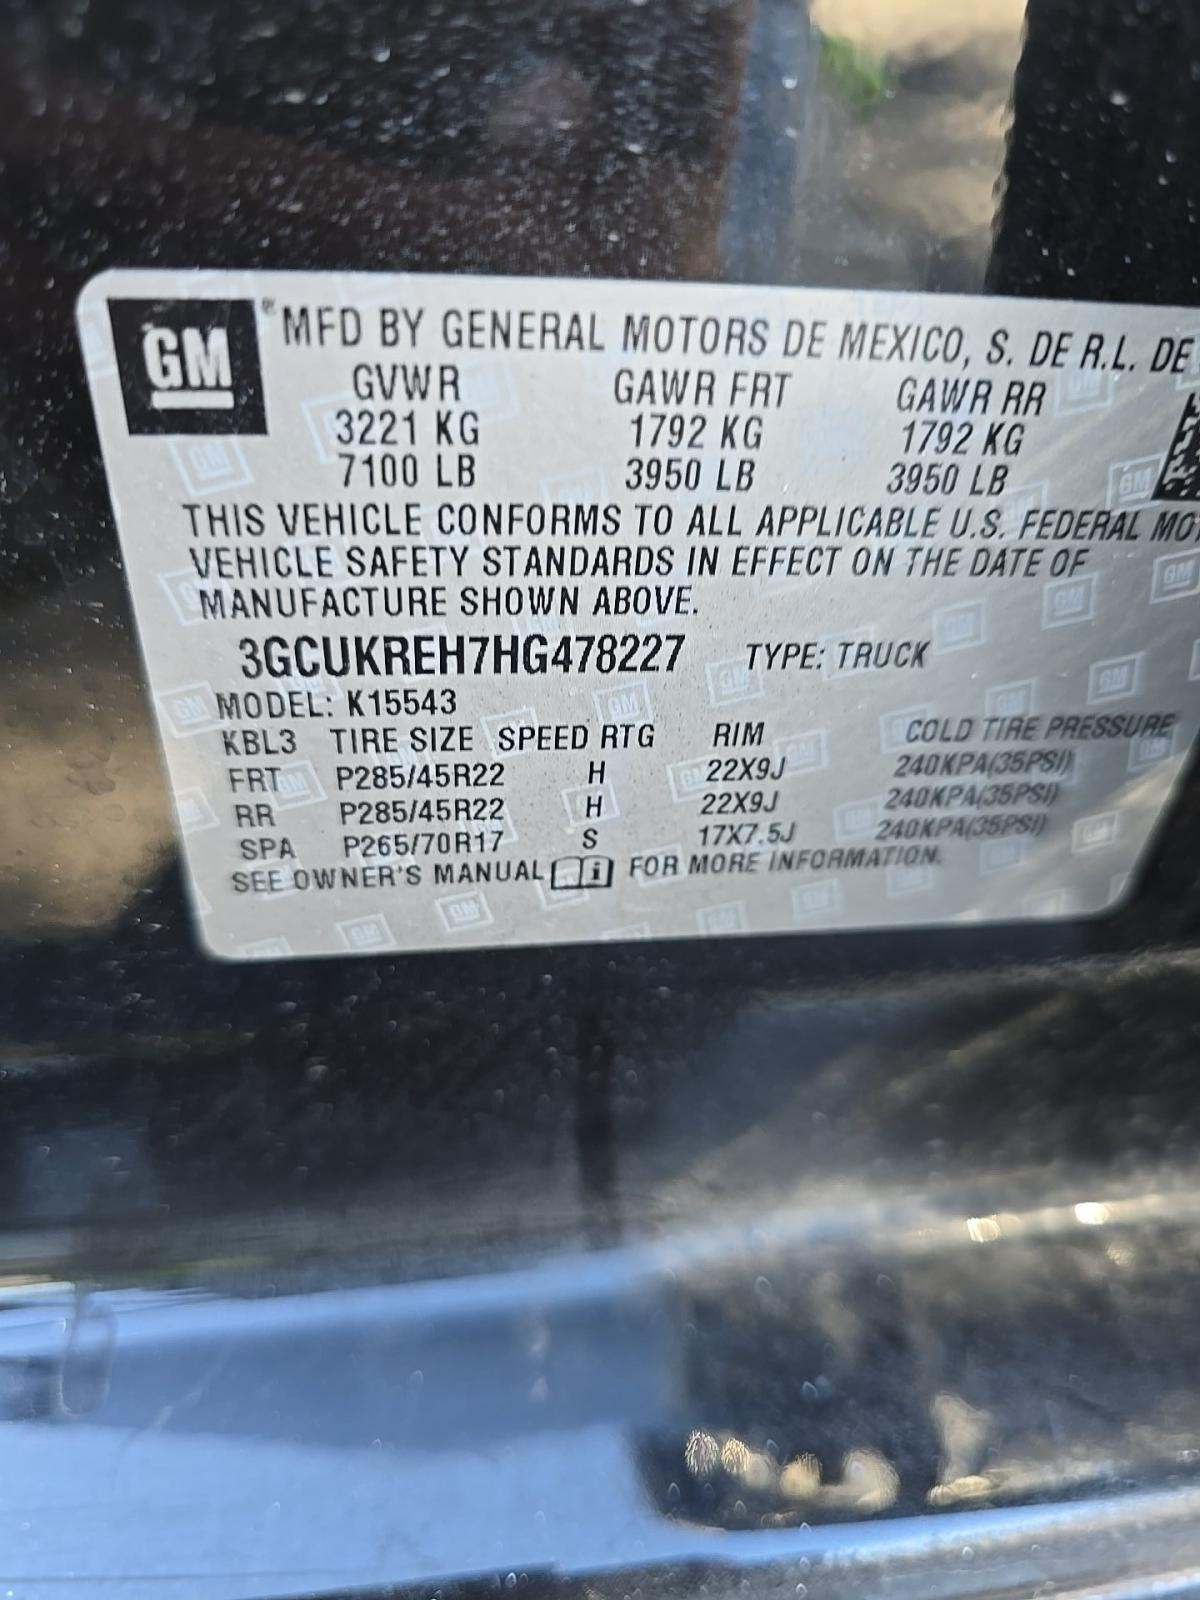 GM
® MFD BY GENERAL MOTORS DE MEXICO, S. DE R.L. DE
GVWR GAWR FRT GAWR RR
3221 KG 1792 KG 1792 KG
7100 LB 3950 LB 3950 LB
THIS VEHICLE CONFORMS TO ALL APPLICABLE U.S. FEDERAL MO
VEHICLE SAFETY STANDARDS IN EFFECT ON THE DATE OF
MANUFACTURE SHOWN ABOVE.
3GCUKREH7HG478227 TYPE: TRUCK
MODEL: K15543
KBL3 TIRE SIZE SPEED RTG RIM COLD TIRE PRESSURE
FRT P285/45R22 H 22X9J 240KPA(35PSI)
RR P285/45R22 H 22X9J 240KPA(35PSI)
SPA P265/70R17 S 17X7.5J 240KPA(35PSI)
SEE OWNER'S MANUAL i FOR MORE INFORMATION.